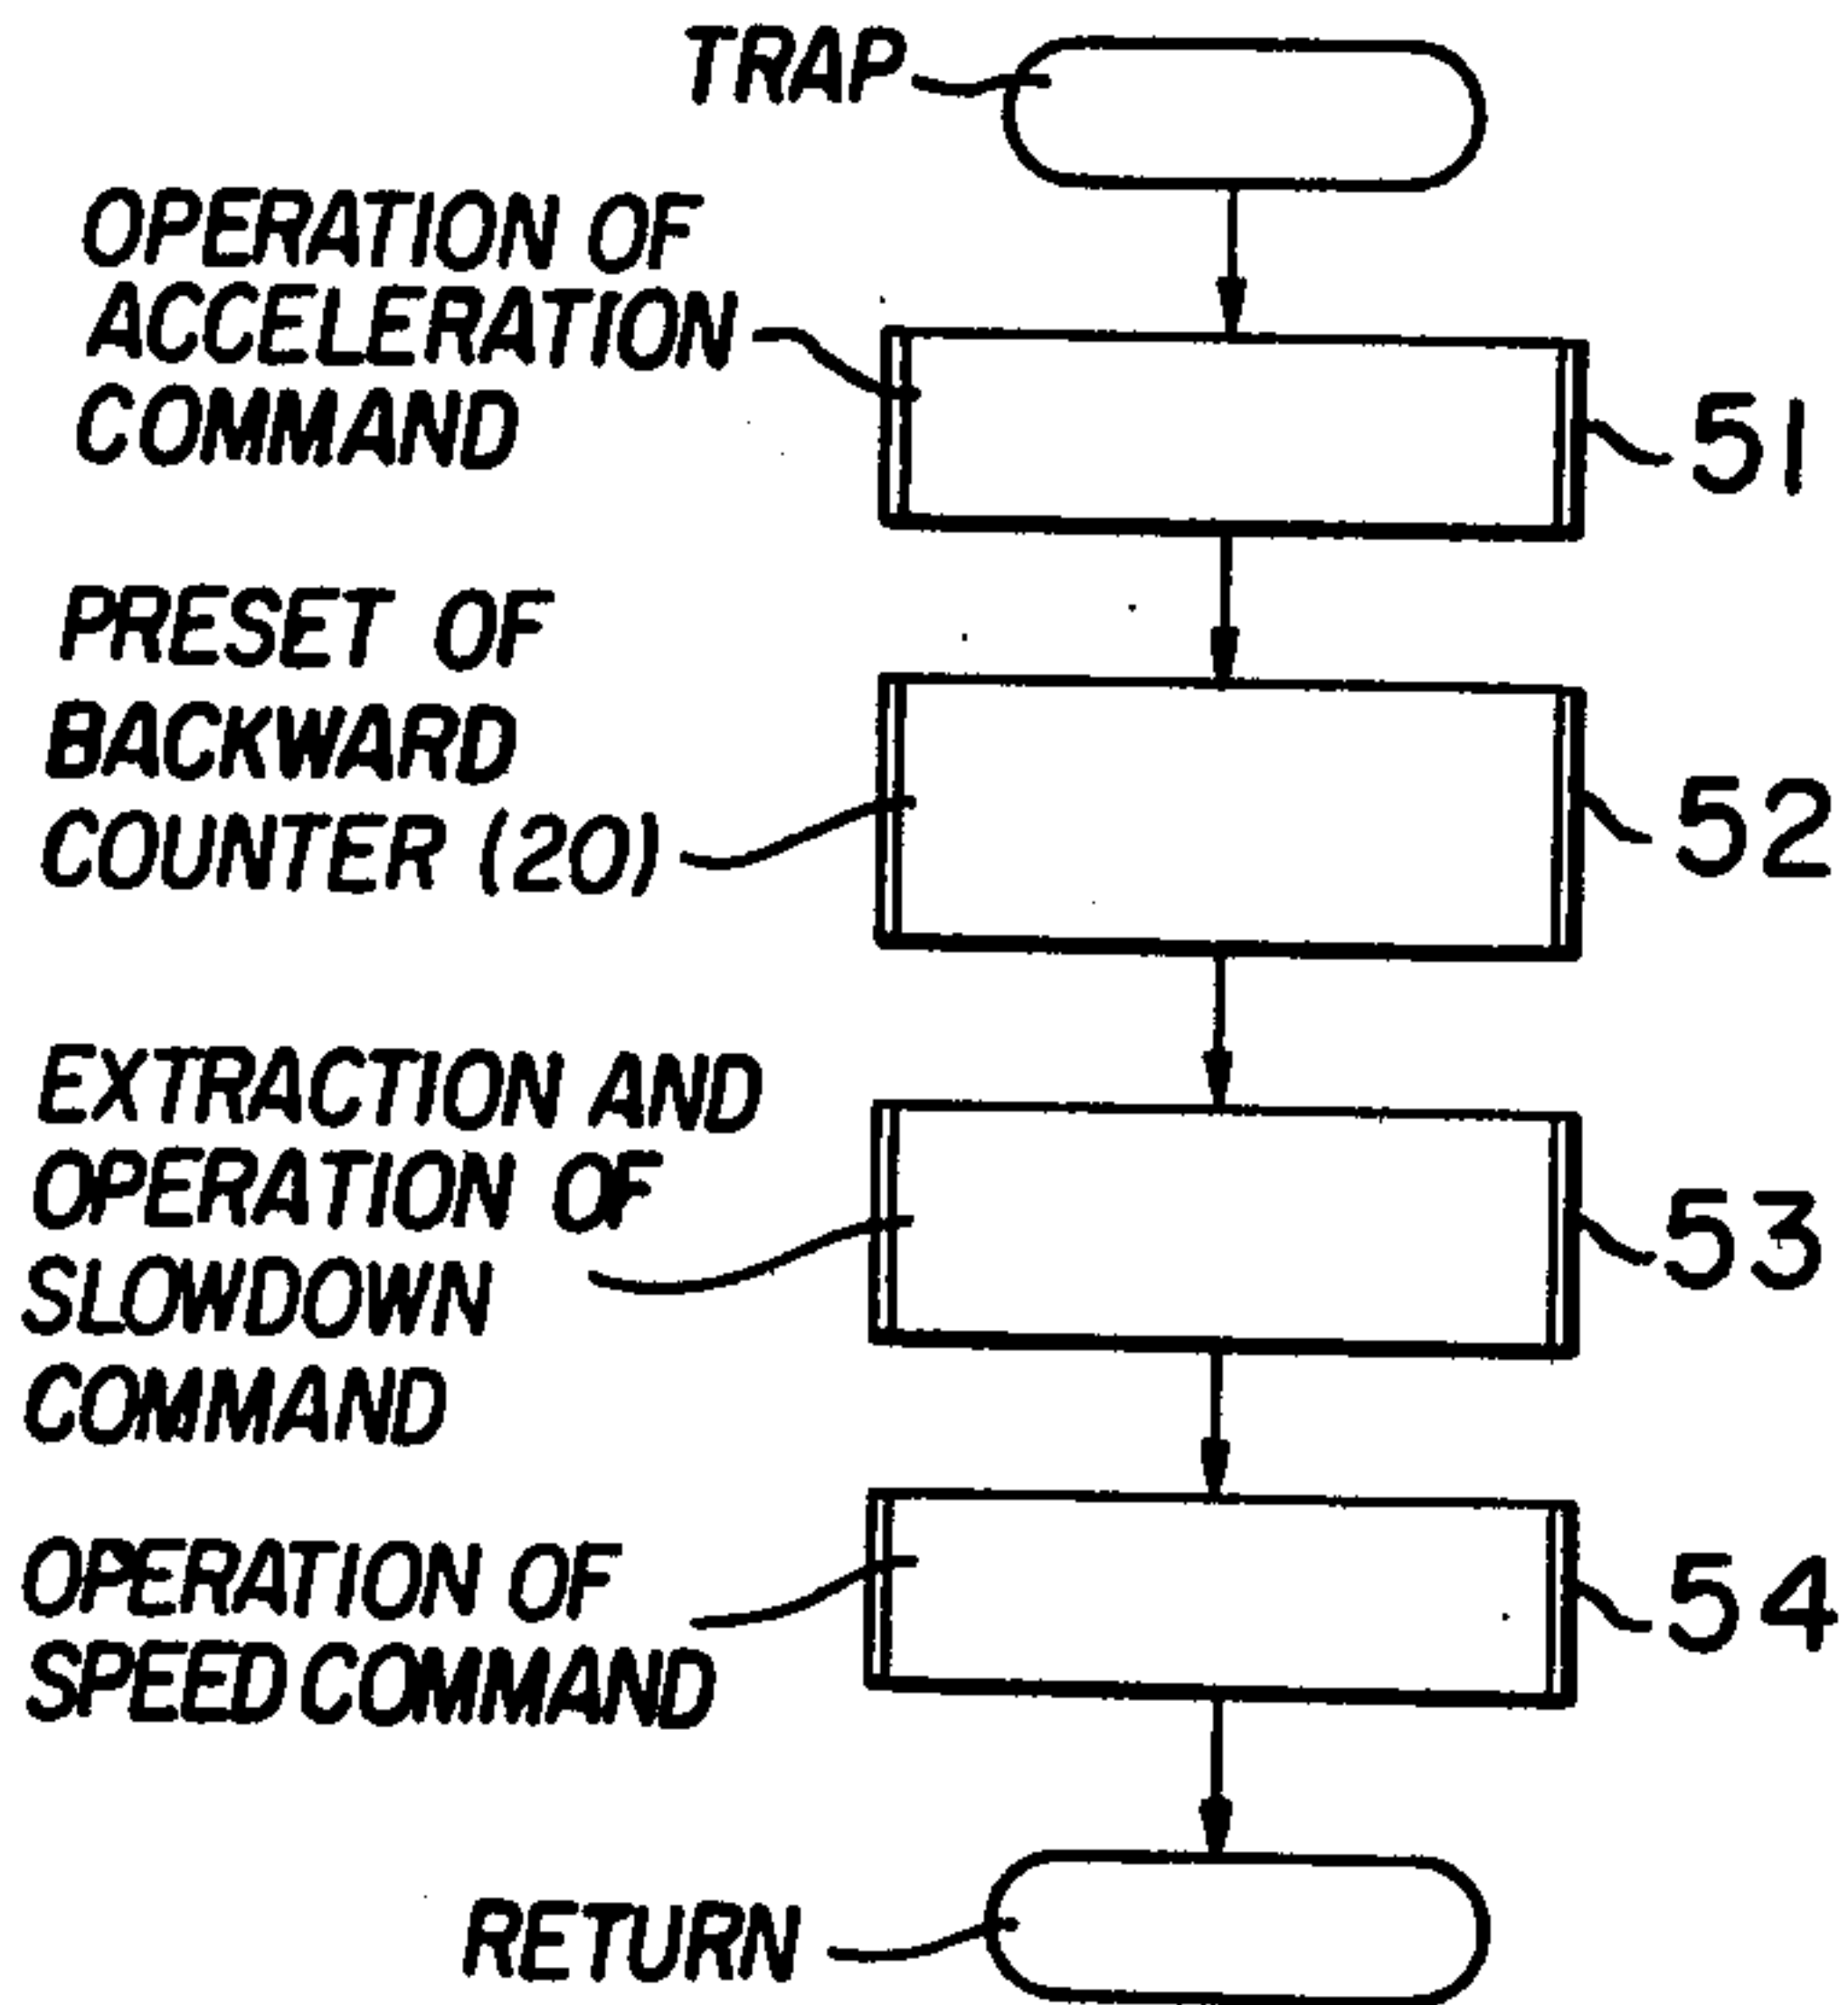 TRAP
OPERATION OF
ACCELERATION
COMMAND
51
PRESET OF
BACKWARD
COUNTER (20)
52
EXTRACTION AND
OPERATION OF
SLOWDOWN
COMMAND
53
OPERATION OF
SPEED COMMAND
54
RETURN